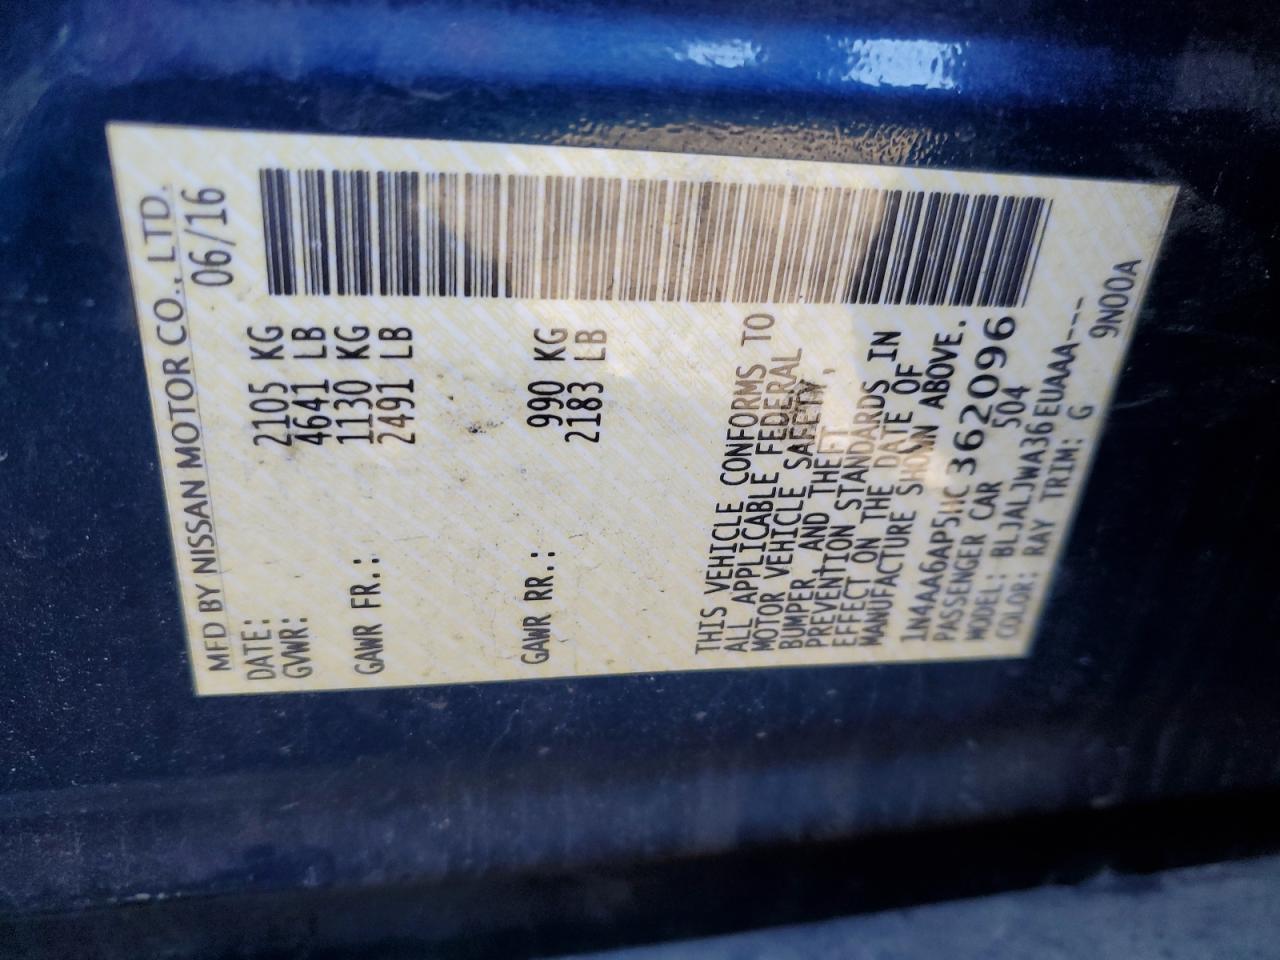 MFD BY NISSAN MOTOR CO., LTD.
DATE: 06/16
GVWR: 2105 KG
4641 LB
GAWR FR.: 1130 KG
2491 LB
GAWR RR.: 990 KG
2183 LB
THIS VEHICLE CONFORMS TO
ALL APPLICABLE FEDERAL
MOTOR VEHICLE SAFETY,
BUMPER, AND THEFT
PREVENTION STANDARDS IN
EFFECT ON THE DATE OF
MANUFACTURE SHOWN ABOVE.
1N4AA6AP5HC362096
PASSENGER CAR 504
MODEL: BLJALJWA36EUAAA---
COLOR: RAY TRIM: G 9N00A